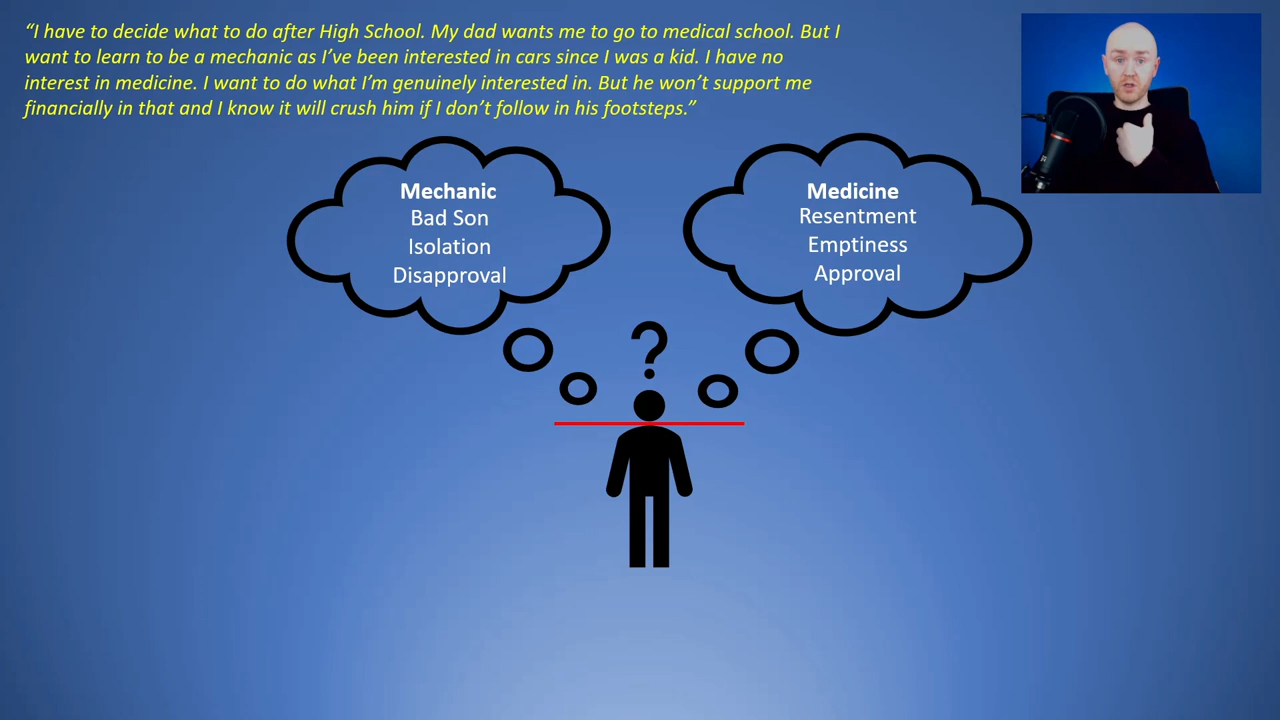 “I have to decide what to do after High School. My dad wants me to go to medical school. But I
want to learn to be a mechanic as I’ve been interested in cars since I was a kid. I have no
interest in medicine. I want to do what I’m genuinely interested in. But he won’t support me
financially in that and I know it will crush him if I don’t follow in his footsteps.”
Mechanic
Bad Son
Isolation
Disapproval
Medicine
Resentment
Emptiness
Approval
?